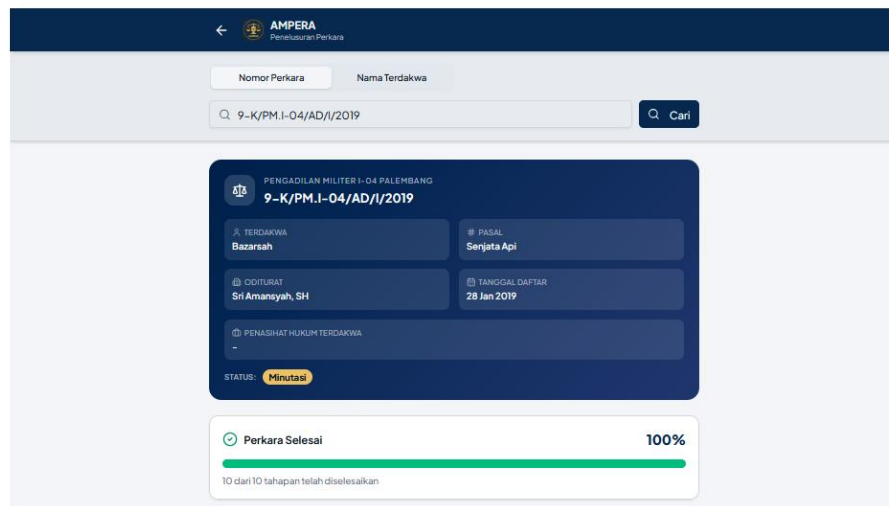 AMPERA
Penelusuran Perkara
Nomor Perkara
Nama Terdakwa
9-K/PM.I-04/AD/I/2019
Cari
PENGADILAN MILITER I-04 PALEMBANG
9-K/PM.I-04/AD/I/2019
TERDAKWA
Bazarsah
# PASAL
Senjata Api
ODITURAT
Sri Amansyah, SH
TANGGAL DAFTAR
28 Jan 2019
PENASIHAT HUKUM TERDAKWA
-
STATUS: Minutasi
Perkara Selesai
100%
10 dari 10 tahapan telah diselesaikan